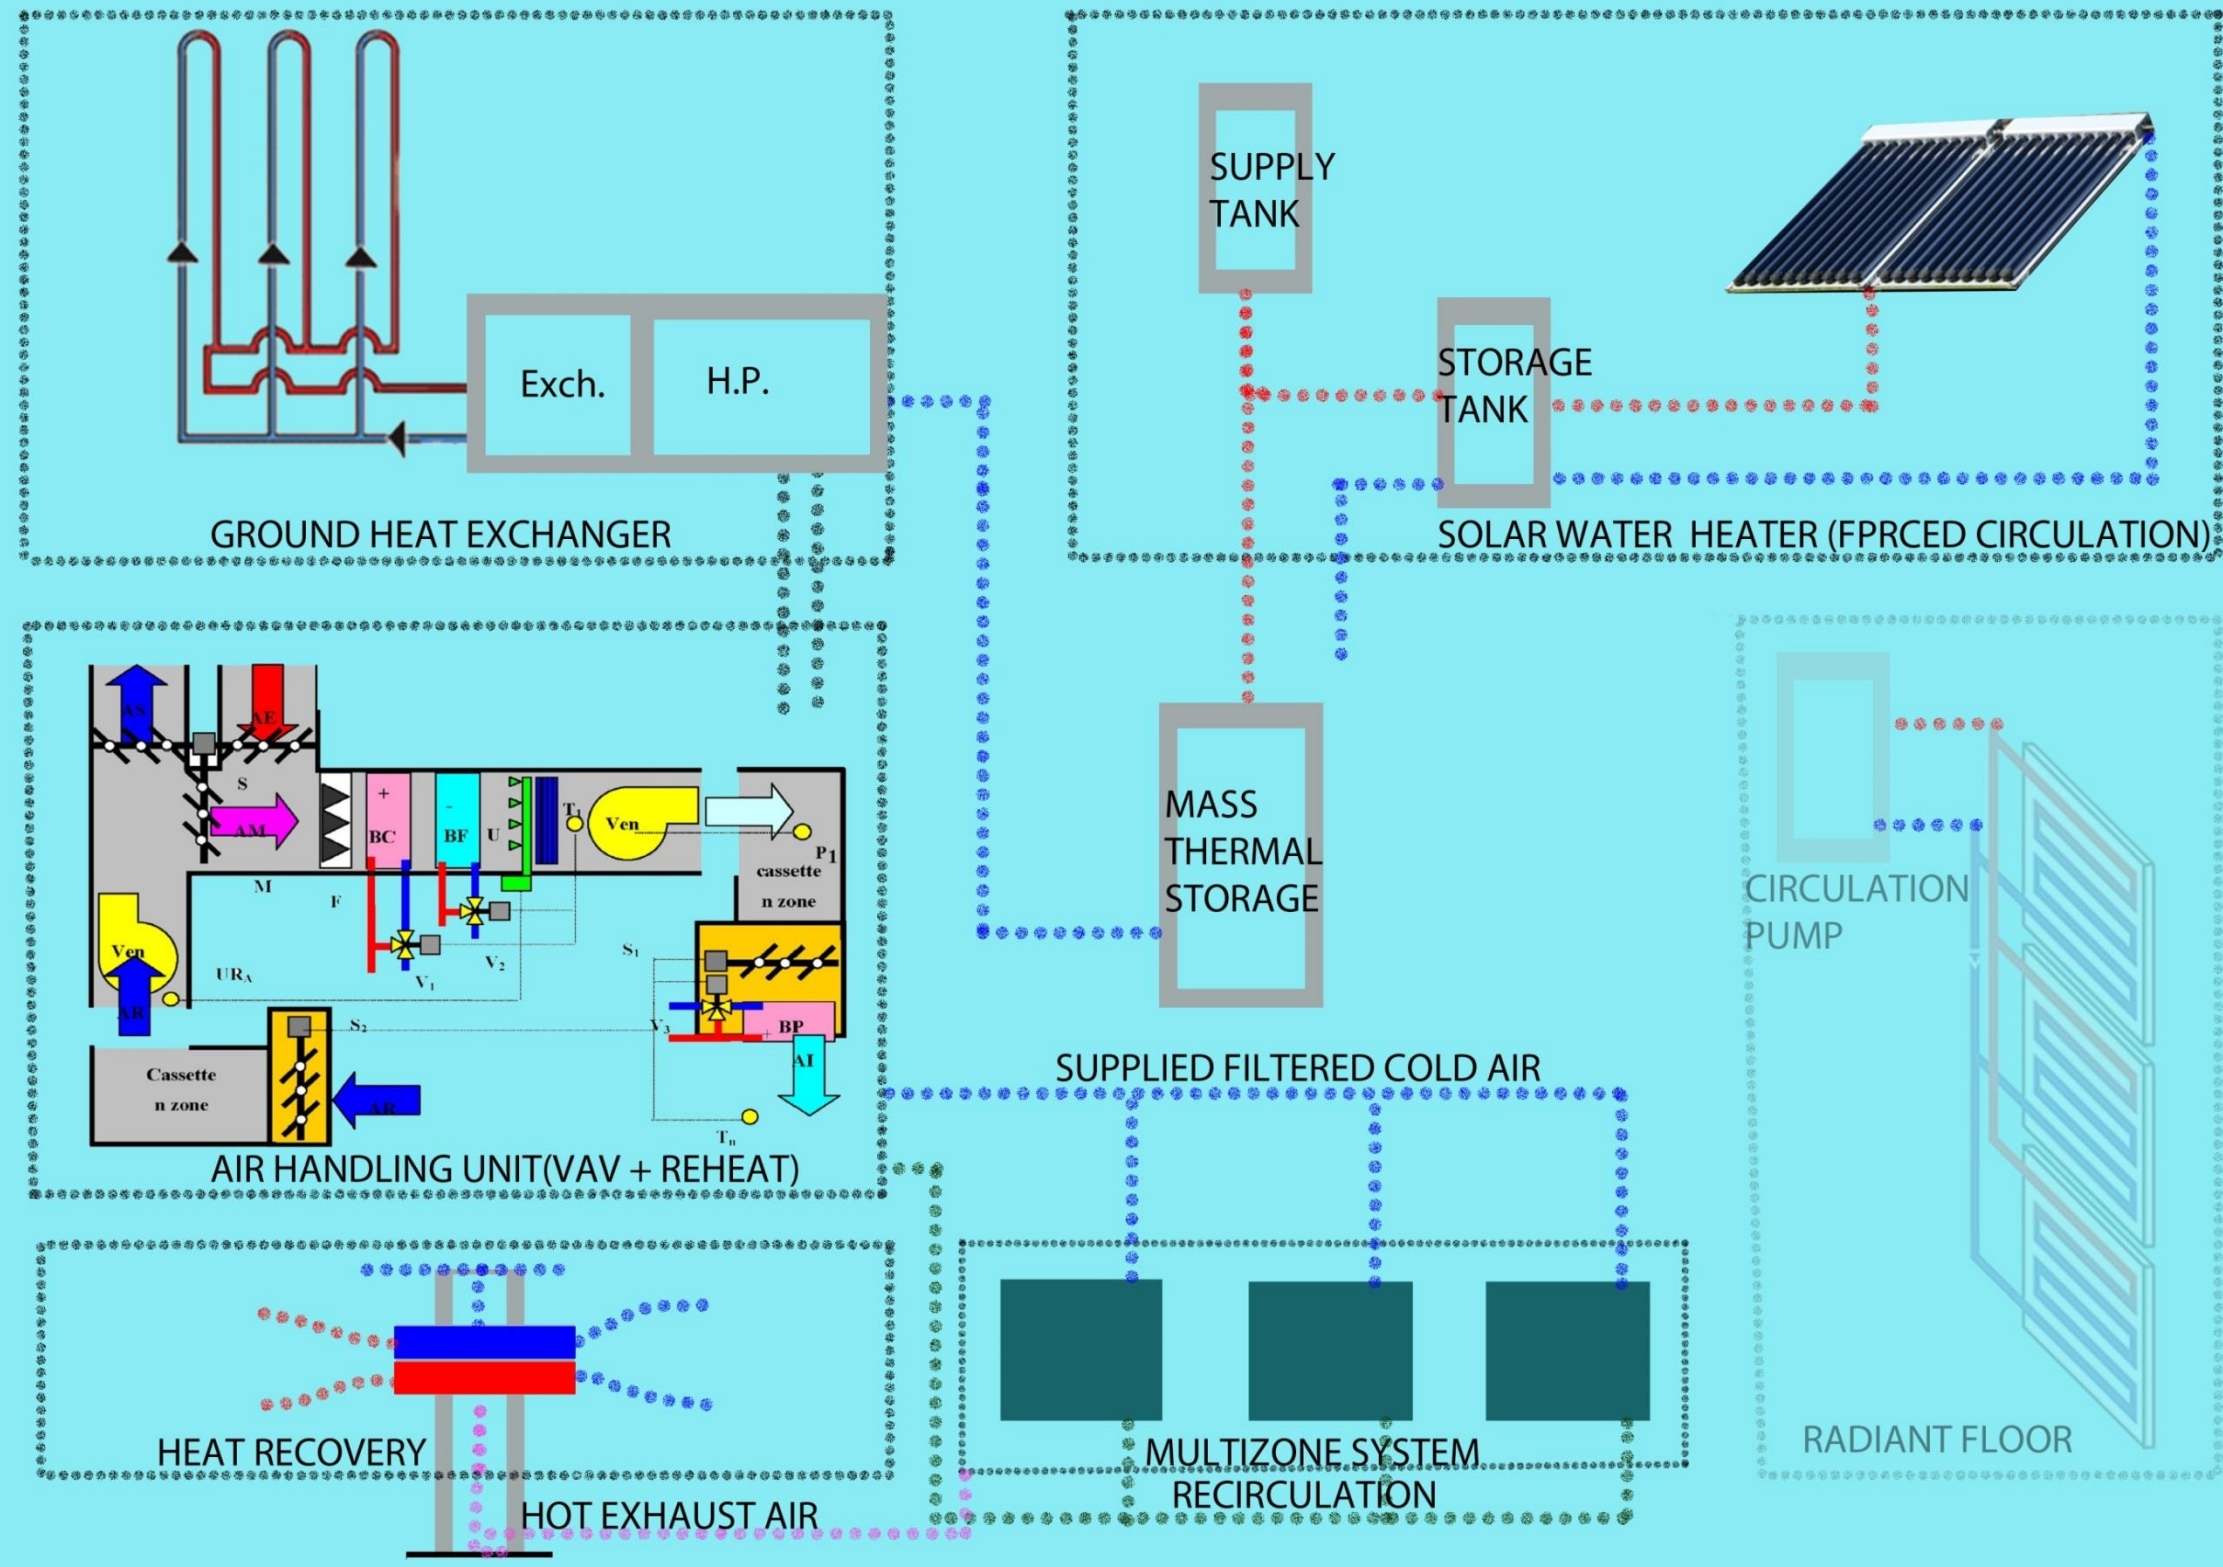 SUPPLY
TANK
STORAGE
TANK
Exch.
H.P.
GROUND HEAT EXCHANGER
SOLAR WATER  HEATER (FPRCED CIRCULATION)
AS
AE
S
AM
+
BC
-
BF
U
T1
Ven
P1
cassette
n zone
M
F
Ven
AR
URA
V1
V2
S1
V3
+
BP
AI
S2
Cassette
n zone
AR
Tn
AIR HANDLING UNIT(VAV + REHEAT)
MASS
THERMAL
STORAGE
CIRCULATION
PUMP
SUPPLIED FILTERED COLD AIR
HEAT RECOVERY
HOT EXHAUST AIR
MULTIZONE SYSTEM
RECIRCULATION
RADIANT FLOOR